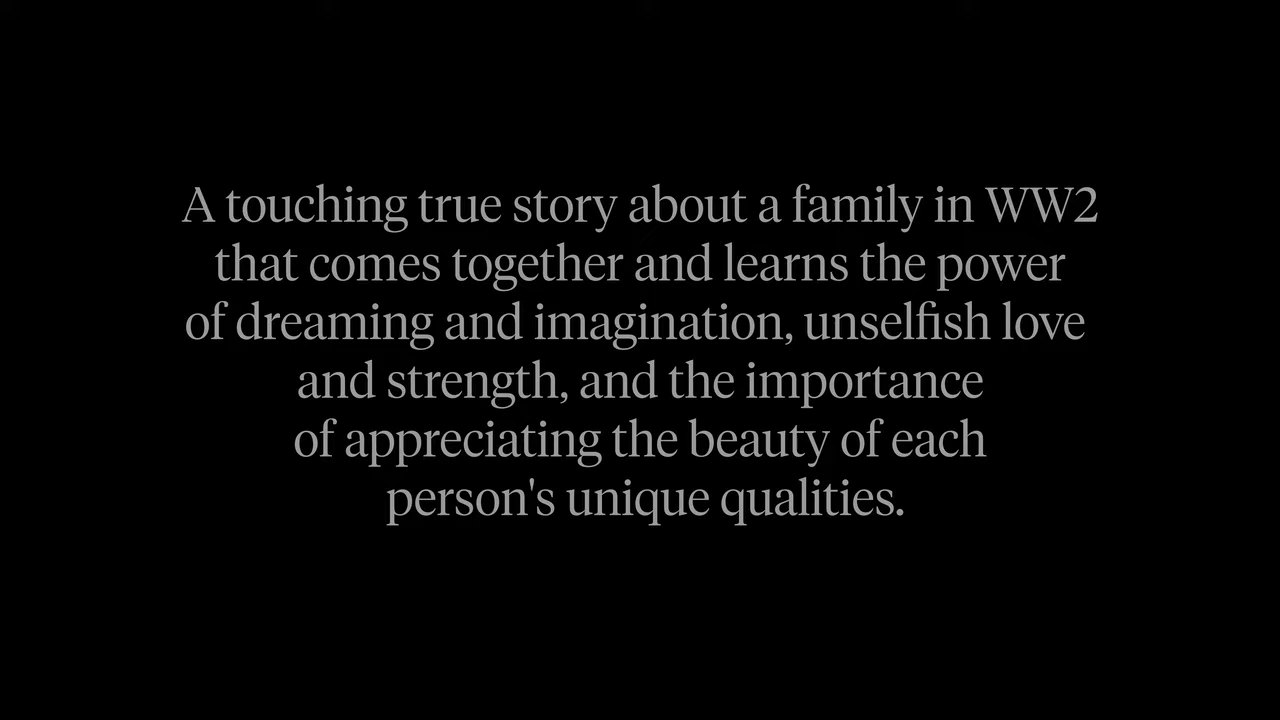 A touching true story about a family in WW2
that comes together and learns the power
of dreaming and imagination, unselfish love
and strength, and the importance
of appreciating the beauty of each
person's unique qualities.